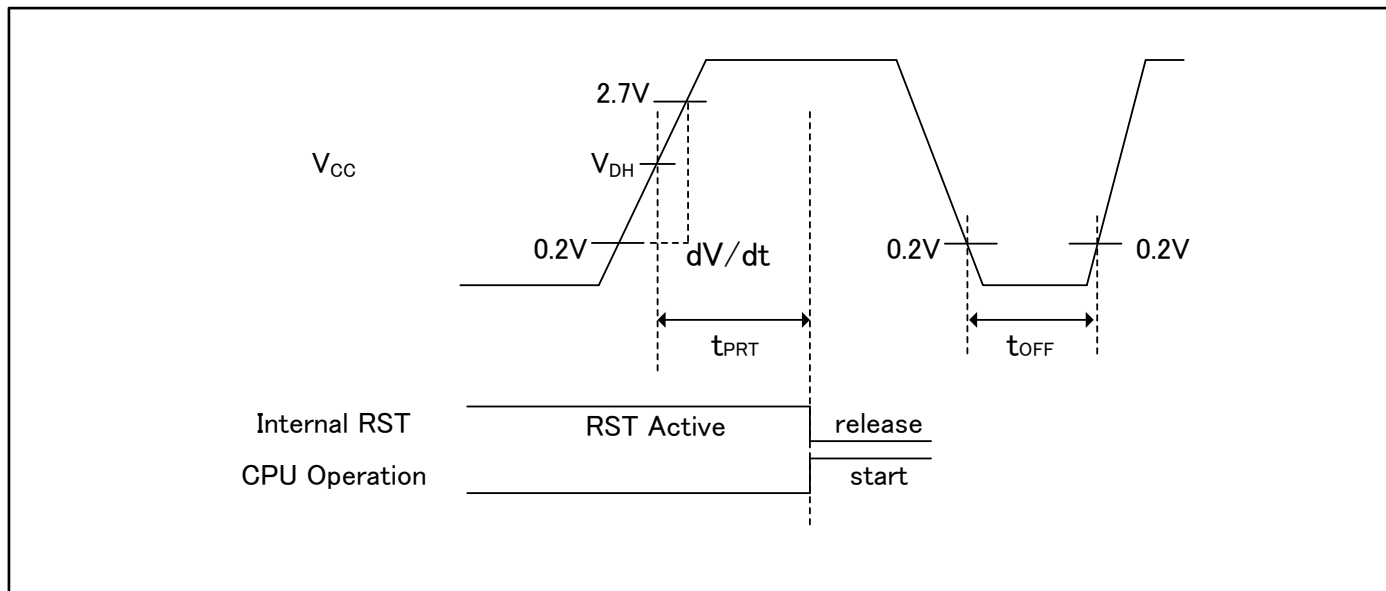 2.7V
VCC
VDH
0.2V
dV/dt
0.2V
0.2V
tPRT
tOFF
Internal RST
RST Active
release
CPU Operation
start